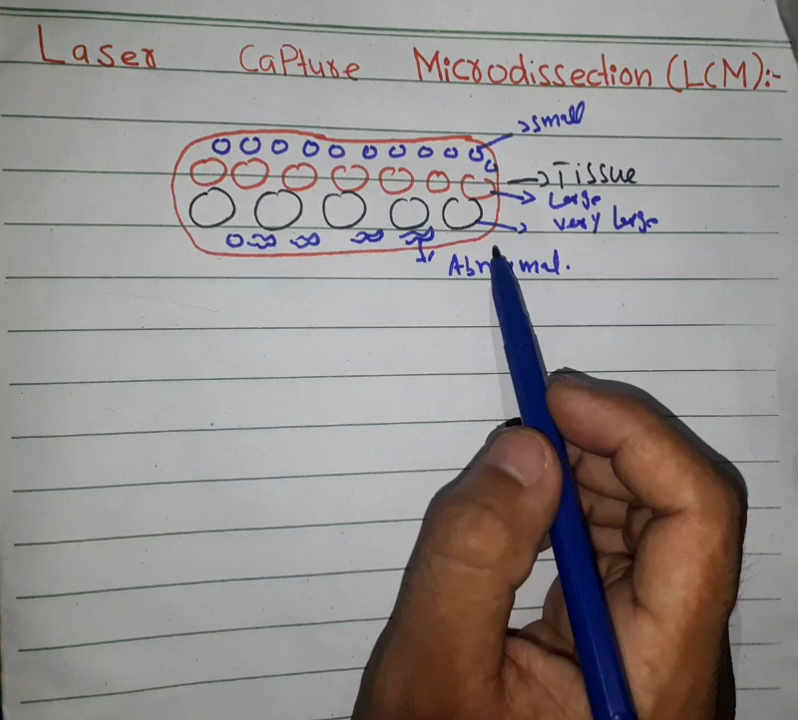 Laser Capture Microdissection (LCM):-
small
Tissue
Large
very large
Abnormal.